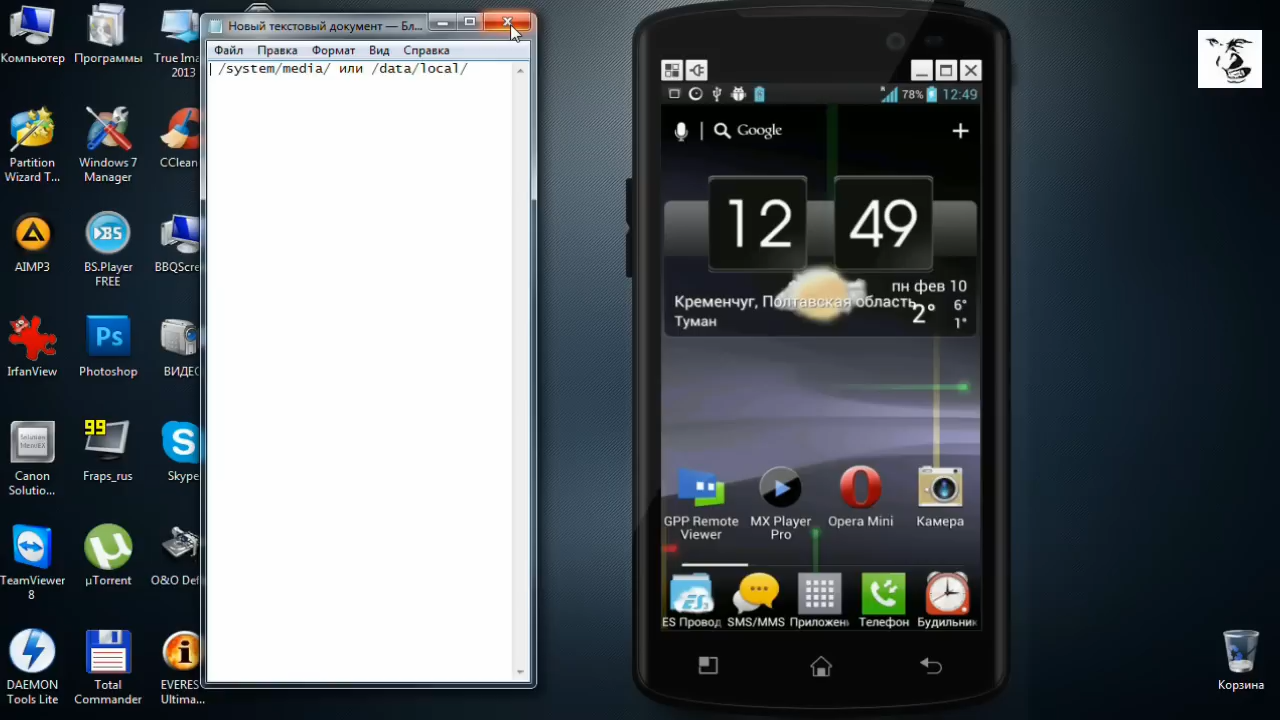 Компьютер
Программы
True Ima
2013
Partition
Wizard T...
Windows 7
Manager
CClean
AIMP3
BS.Player
FREE
BBQScre
IrfanView
Photoshop
ВИДЕО
Canon
Solutio...
99
Fraps_rus
Skype
TeamViewer
8
µTorrent
O&O Def
DAEMON
Tools Lite
Total
Commander
EVERES
Ultima...
Новый текстовый документ — Бл...
Файл Правка Формат Вид Справка
/system/media/ или /data/local/
78% 12:49
Google
12 49
пн фев 10
Кременчуг, Полтавская область
2° 6°
Туман
1°
GPP Remote
Viewer
MX Player
Pro
Opera Mini
Камера
ES Провод
SMS/MMS
Приложен
Телефон
Будильник
Корзина